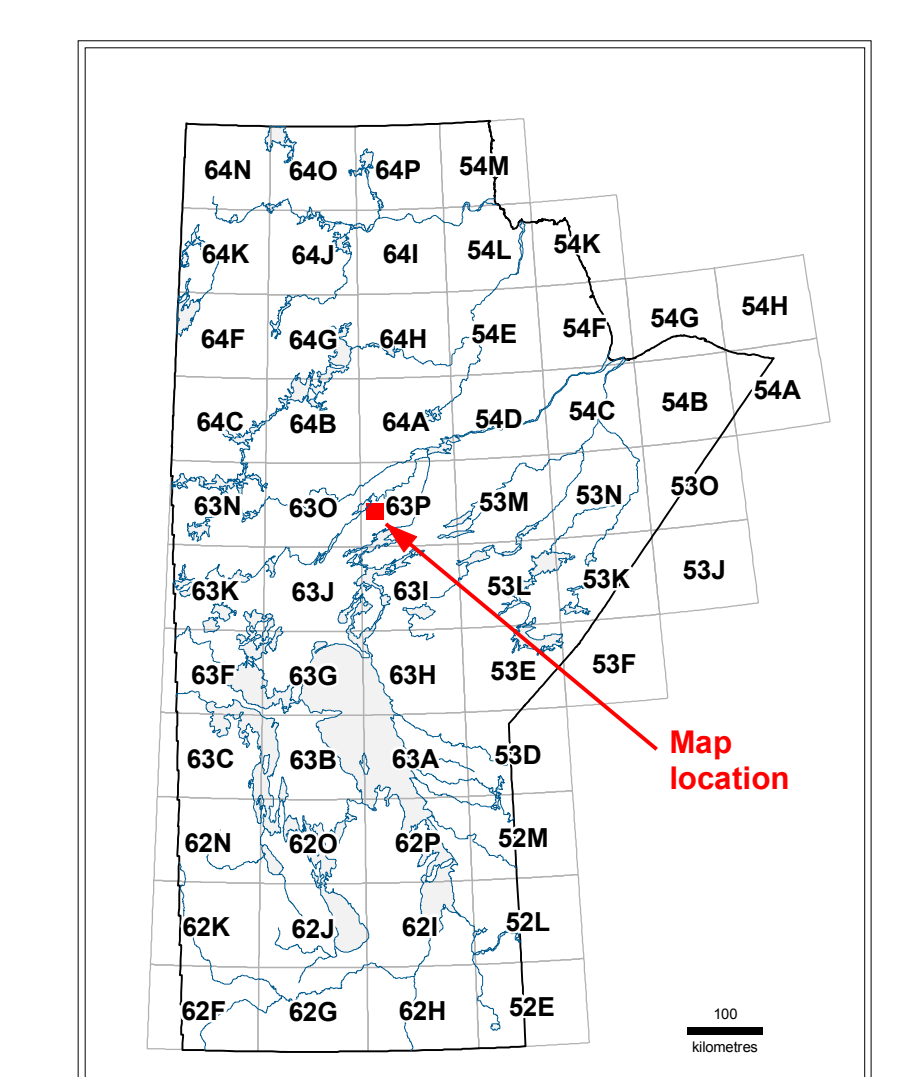 64N 64O 64P 54M
64K 64J 64I 54L 54K
64F 64G 64H 54E 54F 54G 54H
64C 64B 64A 54D 54C 54B 54A
63N 63O 63P 53M 53N 53O
63K 63J 63I 53L 53K 53J
63F 63G 63H 53E 53F
63C 63B 63A 53D
Map
location
62N 62O 62P 52M
62K 62J 62I 52L
62F 62G 62H 52E
100
kilometres